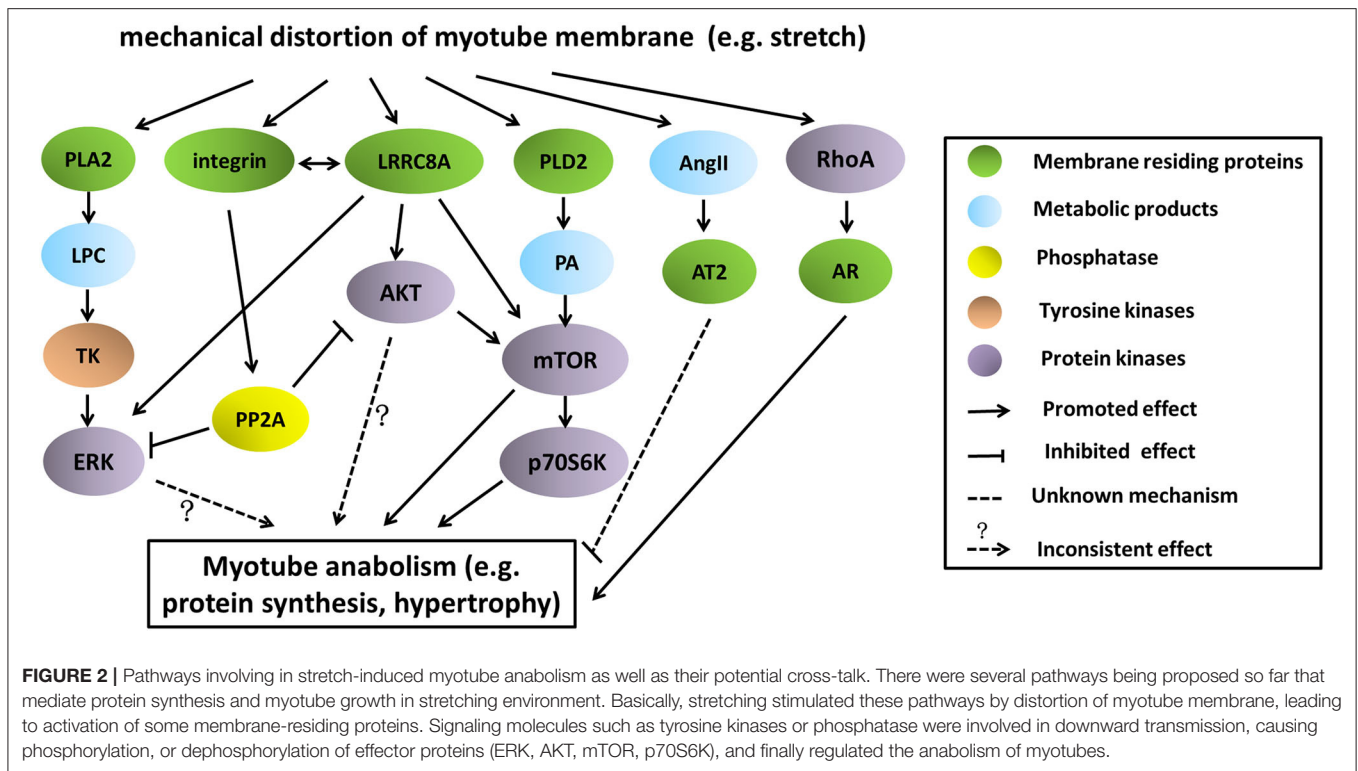 mechanical distortion of myotube membrane (e.g. stretch)
PLA2
integrin
LRRC8A
PLD2
AngII
RhoA
LPC
AKT
PA
AT2
AR
TK
mTOR
PP2A
?
ERK
p70S6K
?
Myotube anabolism (e.g.
protein synthesis, hypertrophy)
Membrane residing proteins
Metabolic products
Phosphatase
Tyrosine kinases
Protein kinases
Promoted effect
Inhibited effect
Unknown mechanism
?
Inconsistent effect
FIGURE 2 | Pathways involving in stretch-induced myotube anabolism as well as their potential cross-talk. There were several pathways being proposed so far that
mediate protein synthesis and myotube growth in stretching environment. Basically, stretching stimulated these pathways by distortion of myotube membrane, leading
to activation of some membrane-residing proteins. Signaling molecules such as tyrosine kinases or phosphatase were involved in downward transmission, causing
phosphorylation, or dephosphorylation of effector proteins (ERK, AKT, mTOR, p70S6K), and finally regulated the anabolism of myotubes.